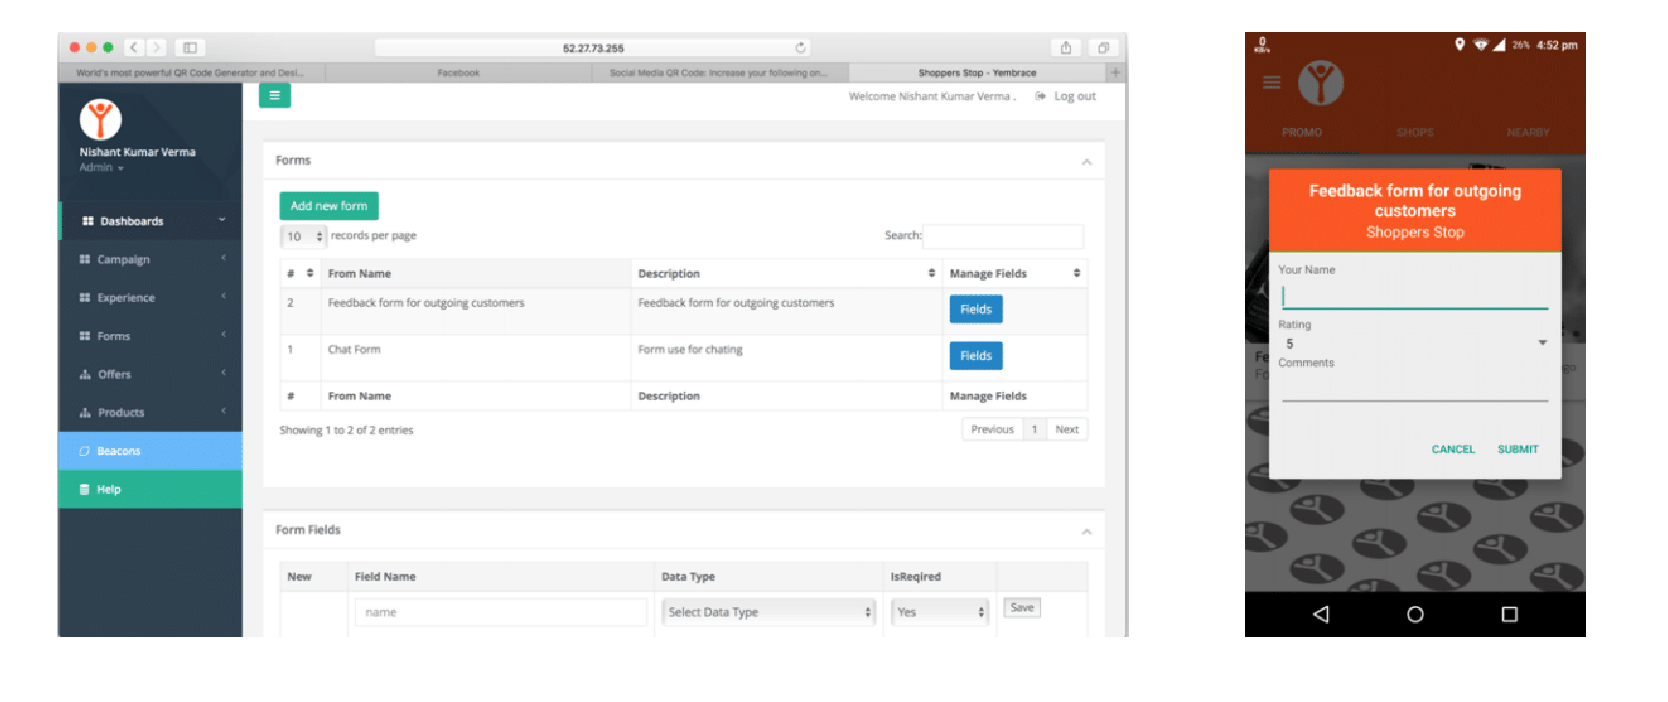 52.27.73.255
World's most powerful QR Code Generator and Desi...
Facebook
Social Media QR Code: Increase your following on...
Shoppers Stop - Yembrace
Nishant Kumar Verma
Admin
Dashboards
Campaign
Experience
Forms
Offers
Products
Beacons
Help
Welcome Nishant Kumar Verma .
Log out
Forms
Add new form
10 records per page
Search:
# From Name Description Manage Fields
2 Feedback form for outgoing customers Feedback form for outgoing customers Fields
1 Chat Form Form use for chating Fields
# From Name Description Manage Fields
Showing 1 to 2 of 2 entries
Previous 1 Next
Form Fields
New Field Name Data Type IsReqired
name Select Data Type Yes Save
0
26% 4:52 pm
PROMO SHOPS NEARBY
Feedback form for outgoing
customers
Shoppers Stop
Your Name
Rating
5
Comments
Fe
Fo
go
CANCEL SUBMIT